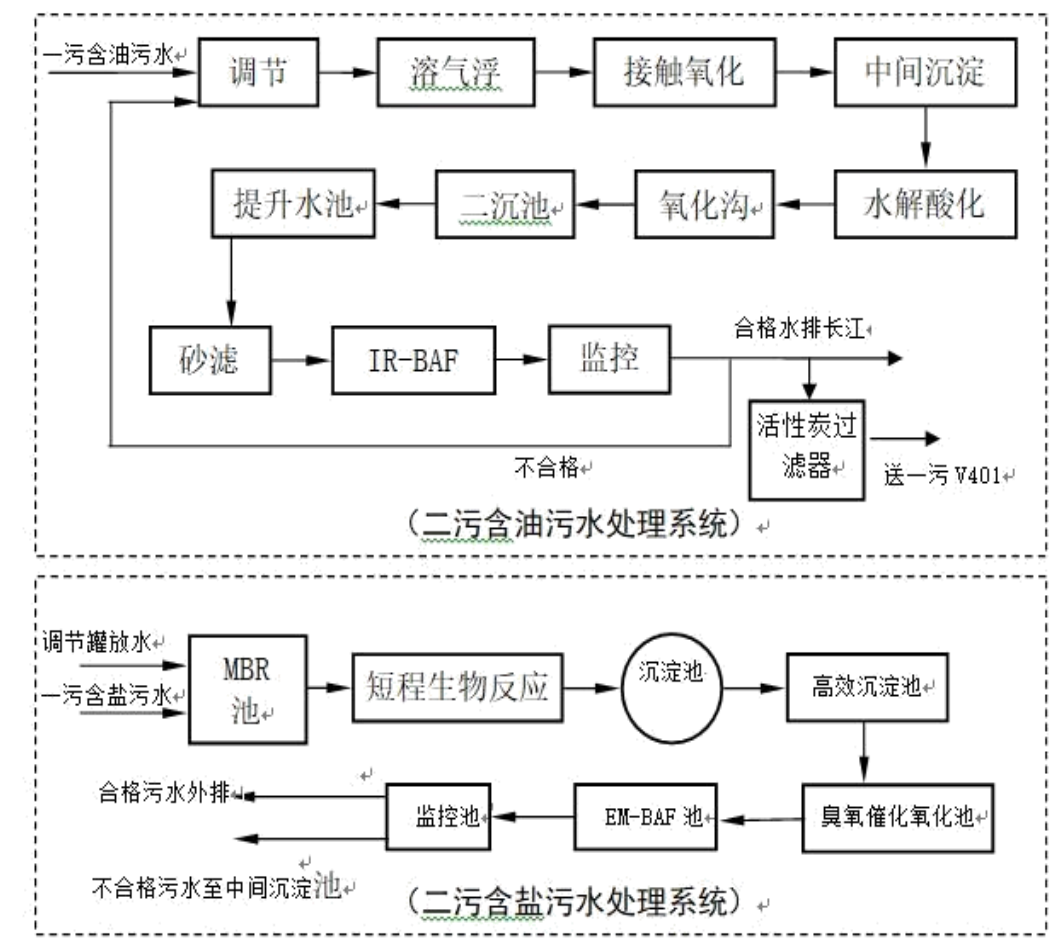 一污含油污水
调节
溶气浮
接触氧化
中间沉淀
提升水池
二沉池
氧化沟
水解酸化
合格水排长江
砂滤
IR-BAF
监控
活性炭过
滤器
不合格
送一污V401
（二污含油污水处理系统）
调节罐放水
一污含盐污水
MBR
池
短程生物反应
沉淀池
高效沉淀池
合格污水外排
监控池
EM-BAF 池
臭氧催化氧化池
不合格污水至中间沉淀池
（二污含盐污水处理系统）